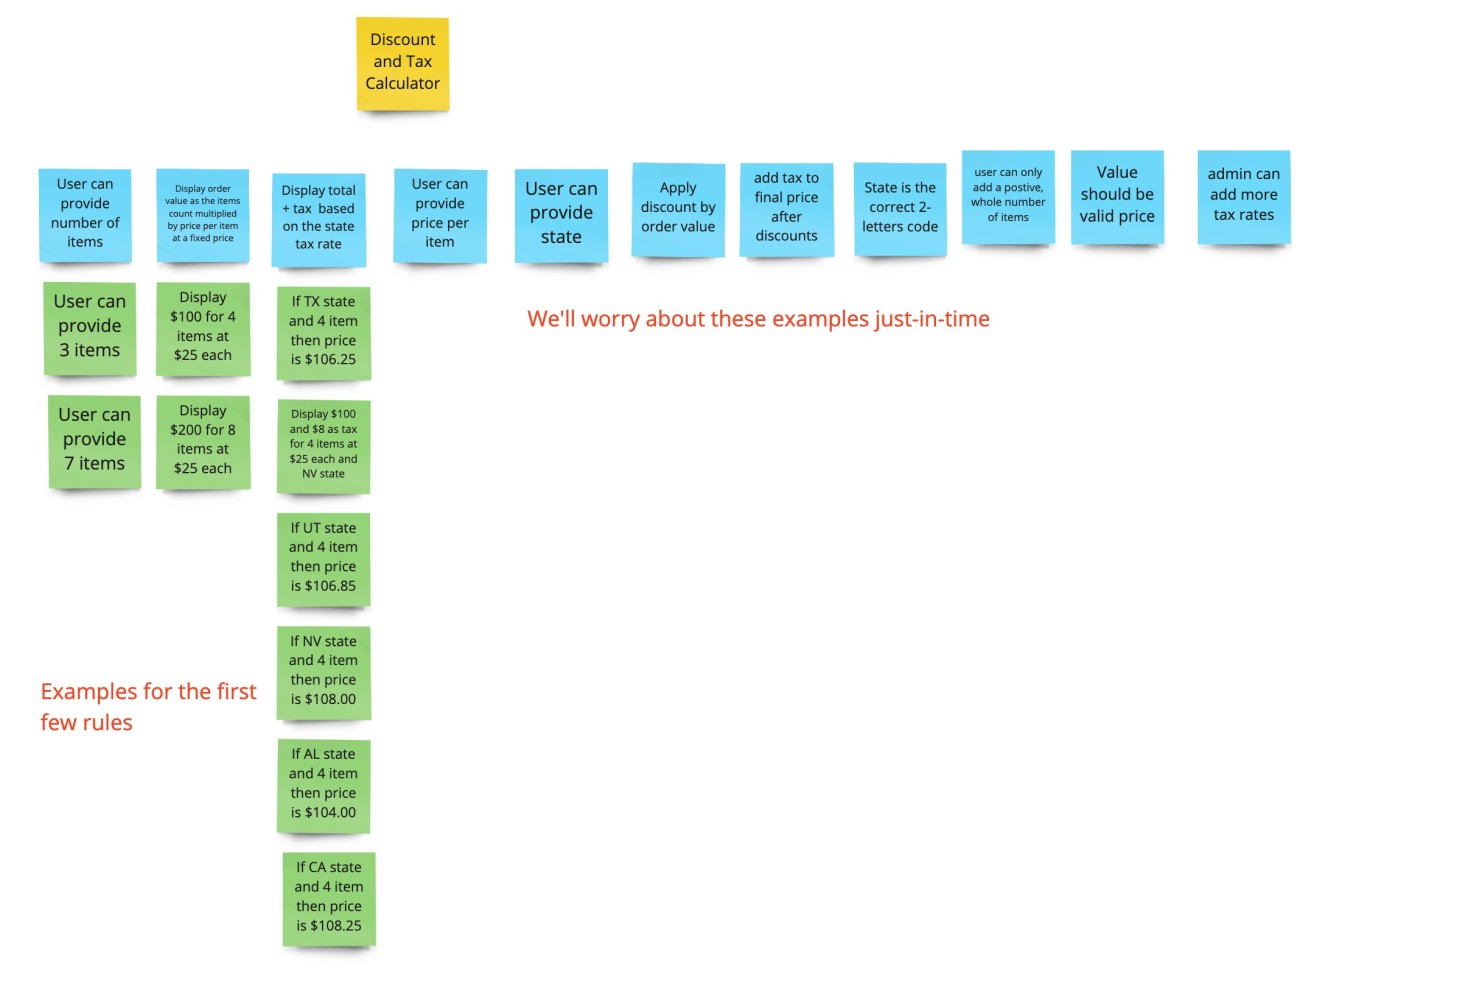 Discount
and Tax
Calculator
User can
provide
number of
items
Display order
value as the items
count multiplied
by price per item
at a fixed price
Display total
+ tax based
on the state
tax rate
User can
provide
price per
item
User can
provide
state
Apply
discount by
order value
add tax to
final price
after
discounts
State is the
correct 2-
letters code
user can only
add a postive,
whole number
of items
Value
should be
valid price
admin can
add more
tax rates
User can
provide
3 items
Display
$100 for 4
items at
$25 each
If TX state
and 4 item
then price
is $106.25
We'll worry about these examples just-in-time
User can
provide
7 items
Display
$200 for 8
items at
$25 each
Display $100
and $8 as tax
for 4 items at
$25 each and
NV state
If UT state
and 4 item
then price
is $106.85
If NV state
and 4 item
then price
is $108.00
Examples for the first
few rules
If AL state
and 4 item
then price
is $104.00
If CA state
and 4 item
then price
is $108.25